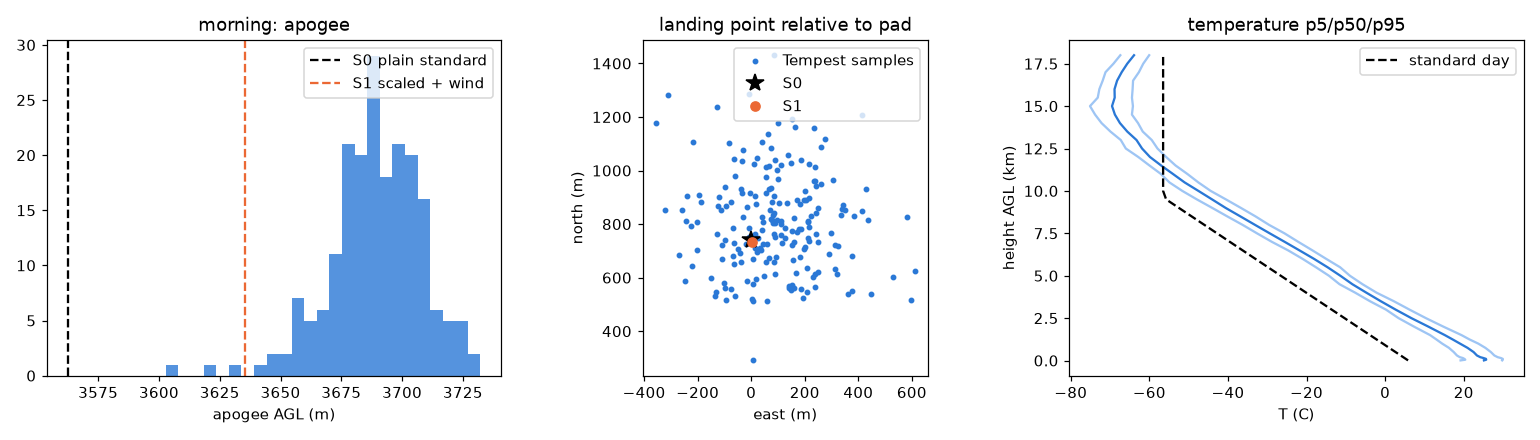 morning: apogee
30
25
20
15
10
5
0
3575
3600
3625
3650
3675
3700
3725
apogee AGL (m)
S0 plain standard
S1 scaled + wind
landing point relative to pad
1400
1200
1000
800
600
400
north (m)
−400
−200
0
200
400
600
east (m)
Tempest samples
S0
S1
temperature p5/p50/p95
17.5
15.0
12.5
10.0
7.5
5.0
2.5
0.0
height AGL (km)
−80
−60
−40
−20
0
20
T (C)
standard day